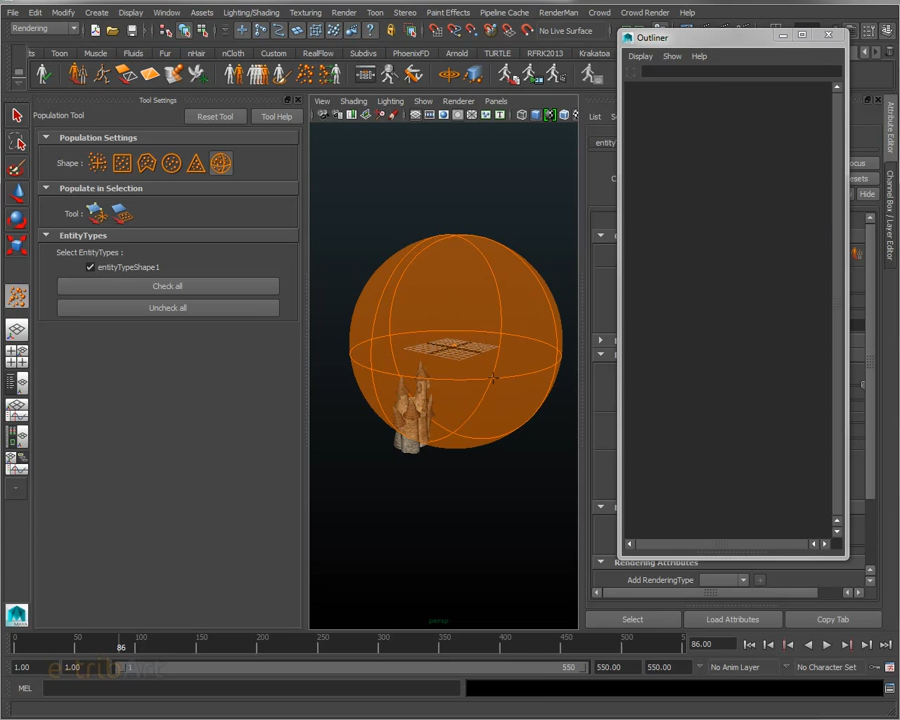 Outliner
File Edit Modify Create Display Window Assets Lighting/Shading Texturing Render Toon Stereo Paint Effects Pipeline Cache RenderMan Crowd Crowd Render Help
Rendering
No Live Surface
Display Show Help
Toon Muscle Fluids Fur nHair nCloth Custom RealFlow Subdivs PhoenixFD Arnold TURTLE RFRK2013 Krakatoa
Tool Settings
View Shading Lighting Show Renderer Panels
Population Tool
Reset Tool
Tool Help
List
Population Settings
entity
Shape :
Populate in Selection
Hide
Tool :
EntityTypes
Select EntityTypes :
entityTypeShape1
Check all
Uncheck all
Attribute Editor
Channel Box / Layer Editor
Rendering Attributes
Add RenderingType
persp
Select
Load Attributes
Copy Tab
0 50 100 150 200 250 300 350 400 450 500
86
86.00
1.00 1.00 1 550 550.00 550.00 No Anim Layer No Character Set
MEL